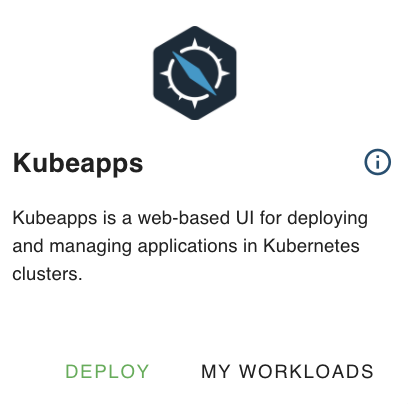 Kubeapps
Kubeapps is a web-based UI for deploying
and managing applications in Kubernetes
clusters.
DEPLOY MY WORKLOADS